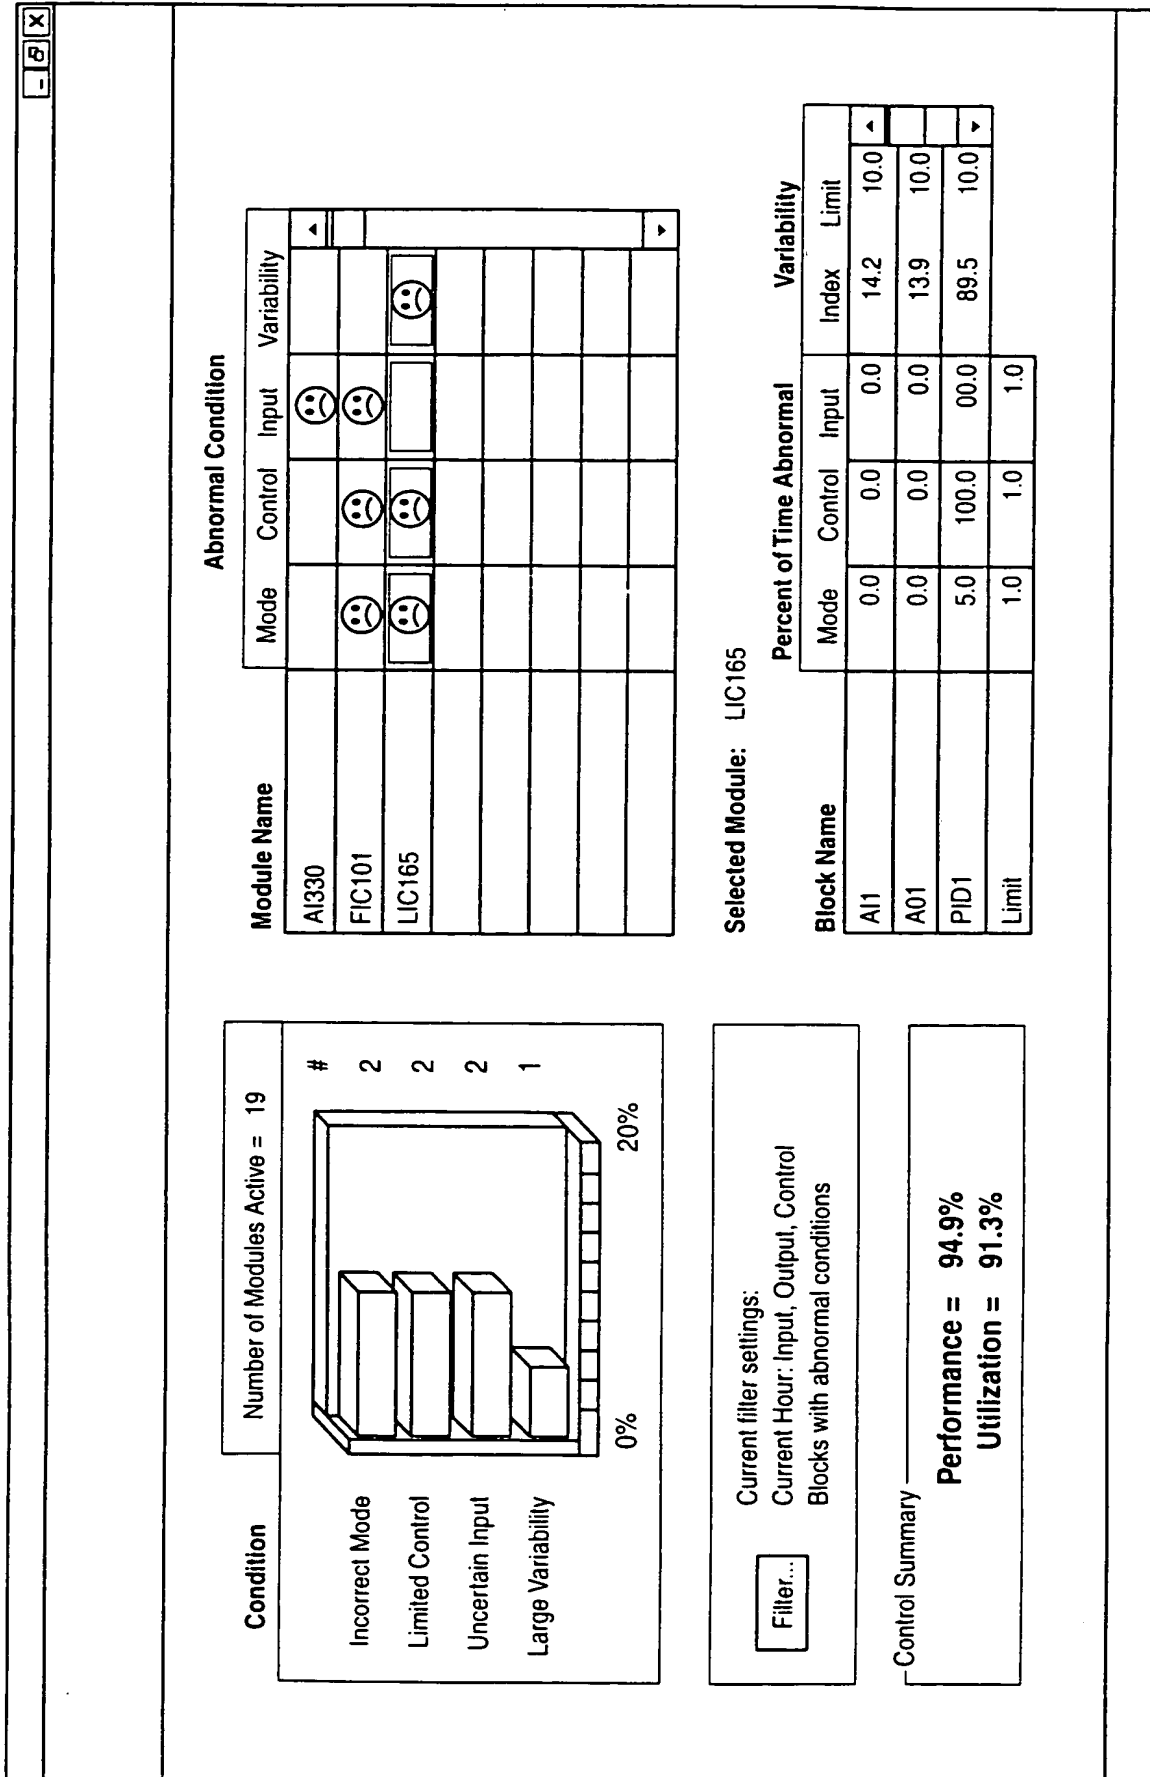 Condition
Number of Modules Active = 19
#
Incorrect Mode 2
Limited Control 2
Uncertain Input 2
Large Variability 1
0% 20%
Filter...
Current filter settings:
Current Hour: Input, Output, Control
Blocks with abnormal conditions
Control Summary
Performance = 94.9%
Utilization = 91.3%
Abnormal Condition
Module Name Mode Control Input Variability
AI330
FIC101
LIC165
Selected Module: LIC165
Percent of Time Abnormal Variability
Block Name Mode Control Input Index Limit
AI1 0.0 0.0 0.0 14.2 10.0
A01 0.0 0.0 0.0 13.9 10.0
PID1 5.0 100.0 00.0 89.5 10.0
Limit 1.0 1.0 1.0